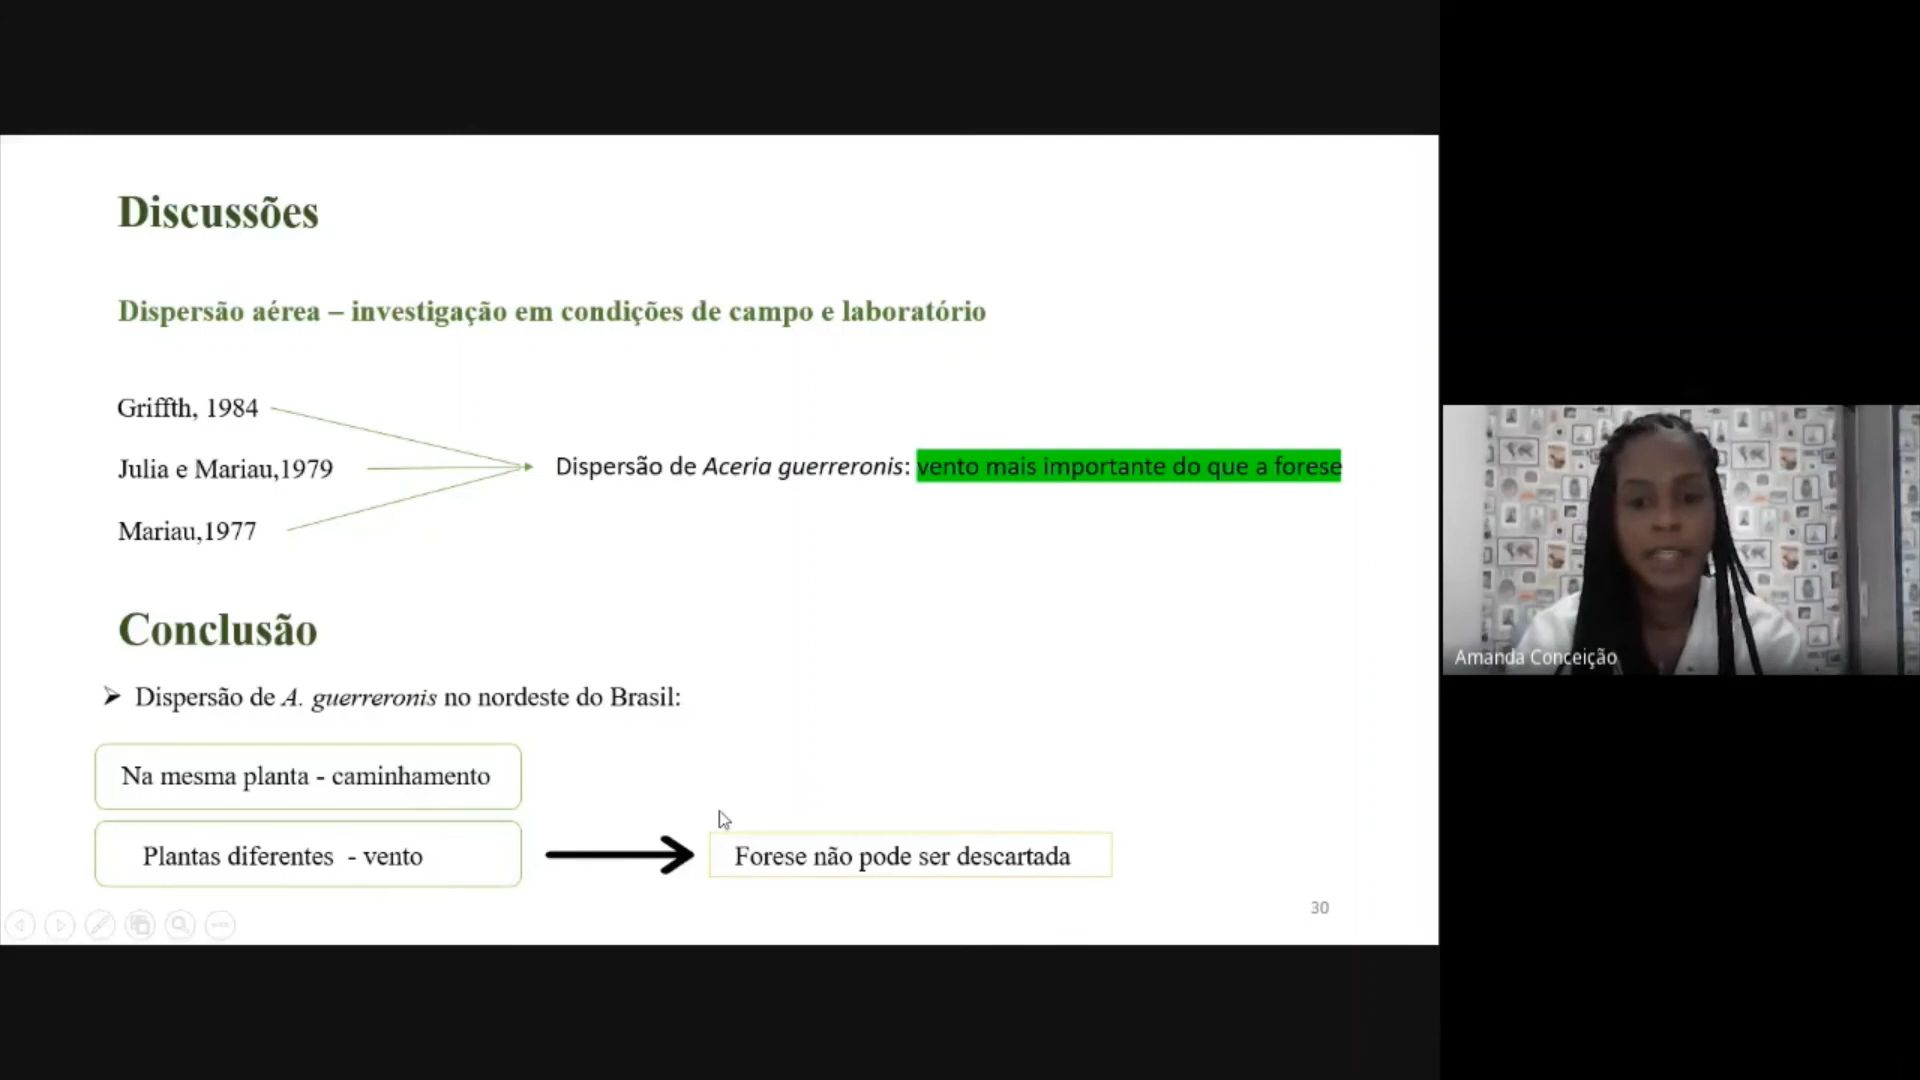 Discussões
Dispersão aérea – investigação em condições de campo e laboratório
Griffth, 1984
Julia e Mariau,1979
Dispersão de Aceria guerreronis: vento mais importante do que a forese
Mariau,1977
Conclusão
Dispersão de A. guerreronis no nordeste do Brasil:
Na mesma planta - caminhamento
Plantas diferentes - vento
Forese não pode ser descartada
30
Amanda Conceição